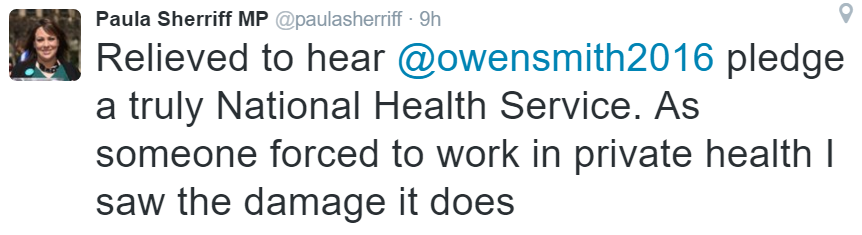 Paula Sherriff MP @paulasherriff · 9h
Relieved to hear @owensmith2016 pledge
a truly National Health Service. As
someone forced to work in private health I
saw the damage it does